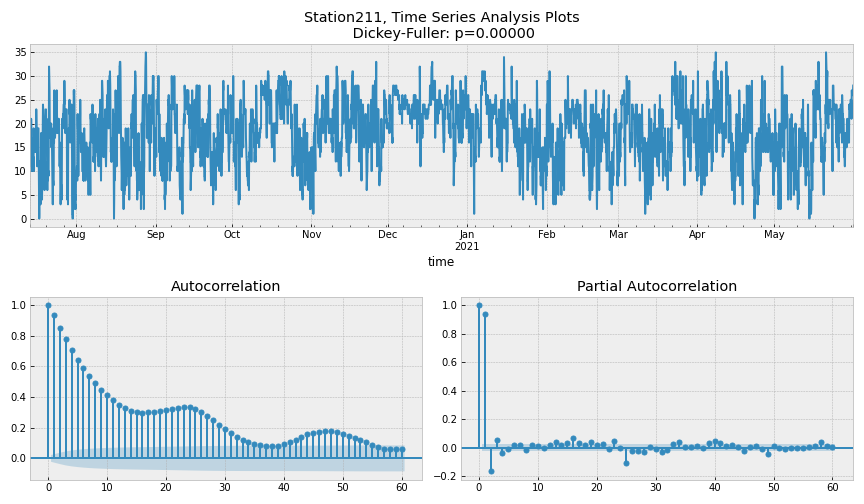 Station211, Time Series Analysis Plots
Dickey-Fuller: p=0.00000
35
30
25
20
15
10
5
0
Aug Sep Oct Nov Dec Jan Feb Mar Apr May
2021
time
Autocorrelation
1.0
0.8
0.6
0.4
0.2
0.0
0 10 20 30 40 50 60
Partial Autocorrelation
1.0
0.8
0.6
0.4
0.2
0.0
−0.2
0 10 20 30 40 50 60